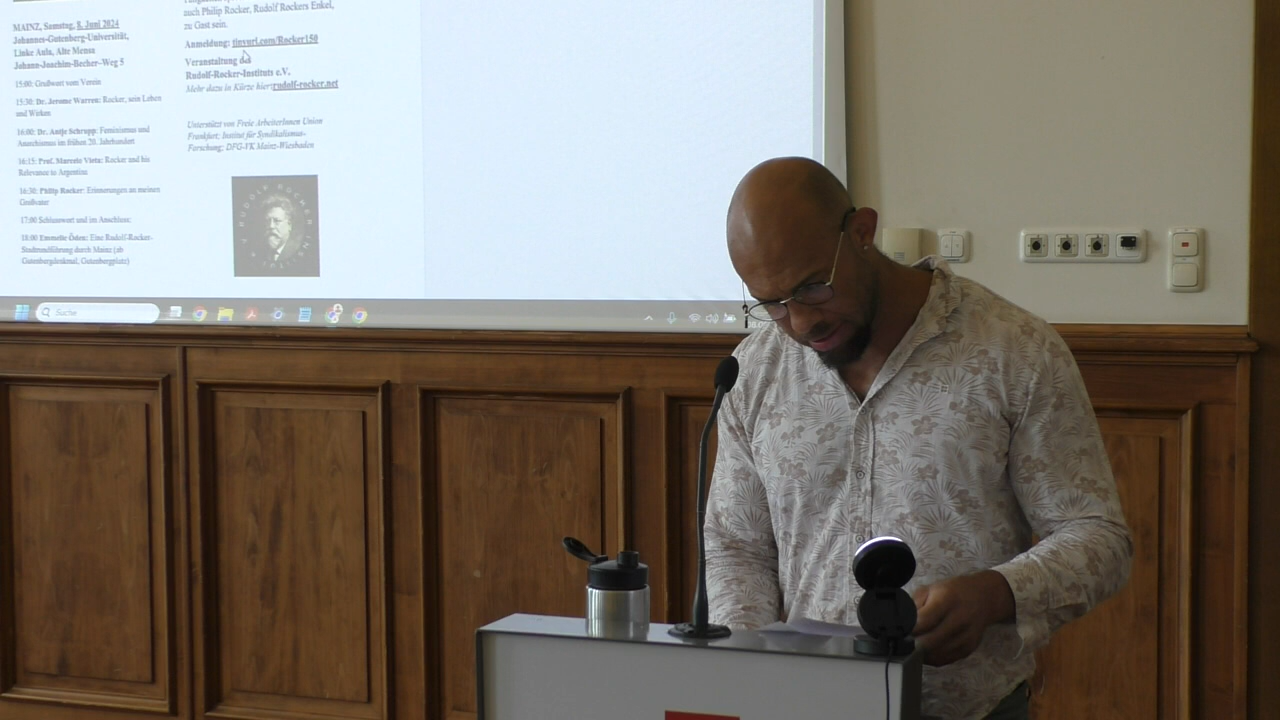 MAINZ, Samstag, 8. Juni 2024
Johannes-Gutenberg-Universität,
Linke Aula, Alte Mensa
Johann-Joachim-Becher-Weg 5
15:00: Grußwort vom Verein
15:30: Dr. Jerome Warren: Rocker, sein Leben
und Wirken
16:00: Dr. Antje Schrupp: Feminismus und
Anarchismus im frühen 20. Jahrhundert
16:15: Prof. Marcelo Vieta: Rocker and his
Relevance to Argentina
16:30: Philip Rocker: Erinnerungen an meinen
Großvater
17:00 Schlusswort und im Anschluss:
18:00 Emmelie Öden: Eine Rudolf-Rocker-
Stadtrundführung durch Mainz (ab
Gutenbergdenkmal, Gutenbergplatz)
auch Philip Rocker, Rudolf Rockers Enkel,
zu Gast sein.
Anmeldung: tinyurl.com/Rocker150
Veranstaltung des
Rudolf-Rocker-Instituts e.V.
Mehr dazu in Kürze hier: rudolf-rocker.net
Unterstützt von Freie ArbeiterInnen Union
Frankfurt; Institut für Syndikalismus-
Forschung; DFG-VK Mainz-Wiesbaden
RUDOLF ROCKER
Suche